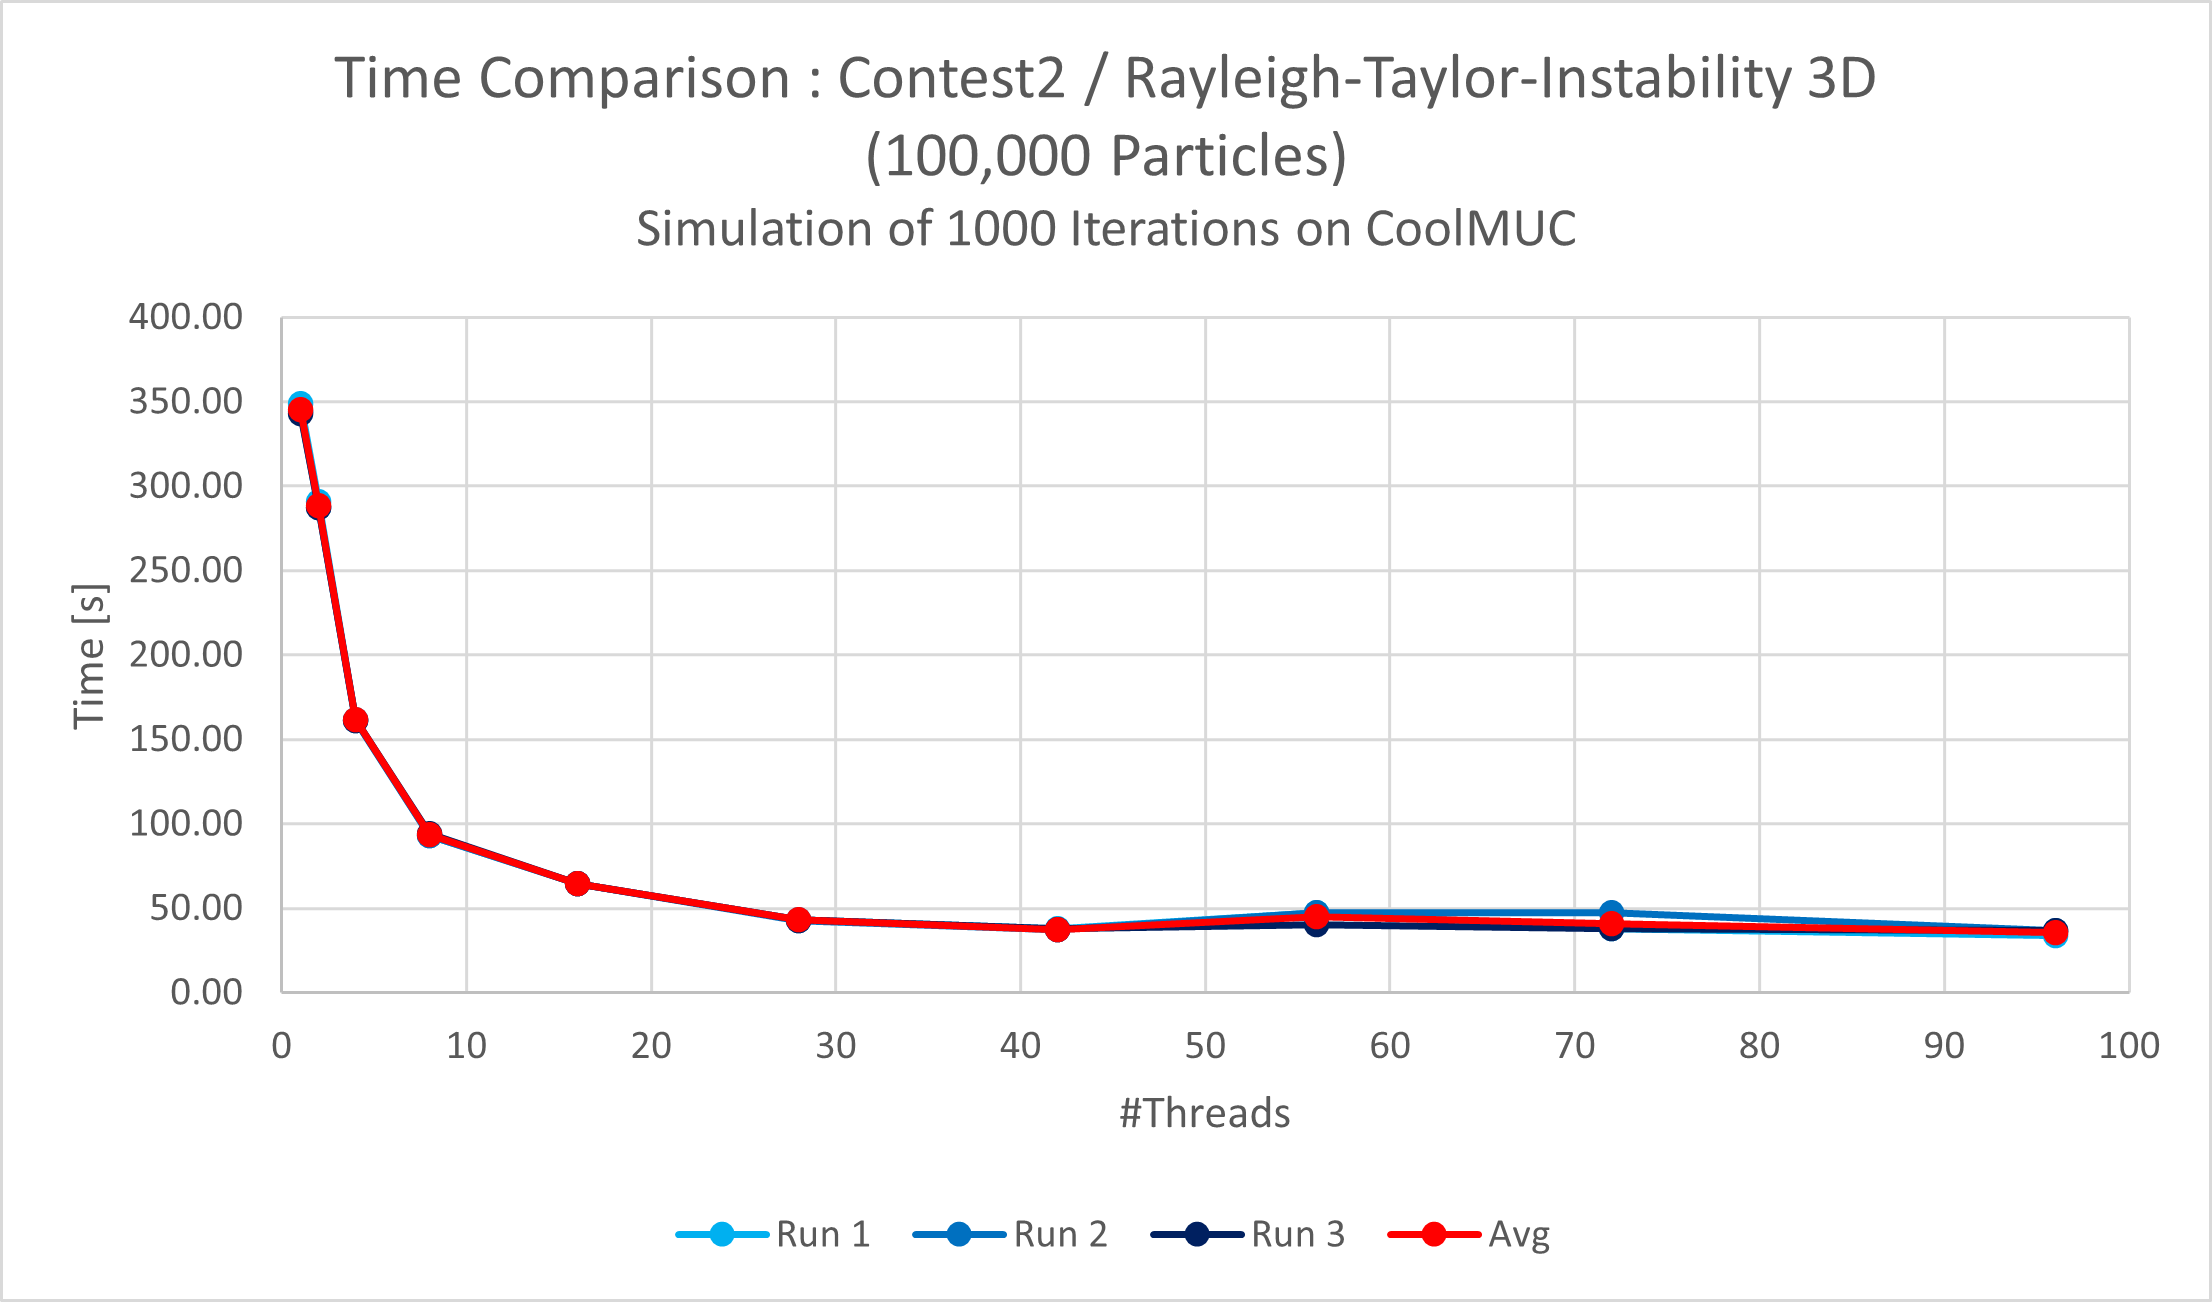 Time Comparison : Contest2 / Rayleigh-Taylor-Instability 3D
(100,000 Particles)
Simulation of 1000 Iterations on CoolMUC
400.00
350.00
300.00
250.00
200.00
150.00
100.00
50.00
0.00
Time [s]
0 10 20 30 40 50 60 70 80 90 100
#Threads
Run 1 Run 2 Run 3 Avg